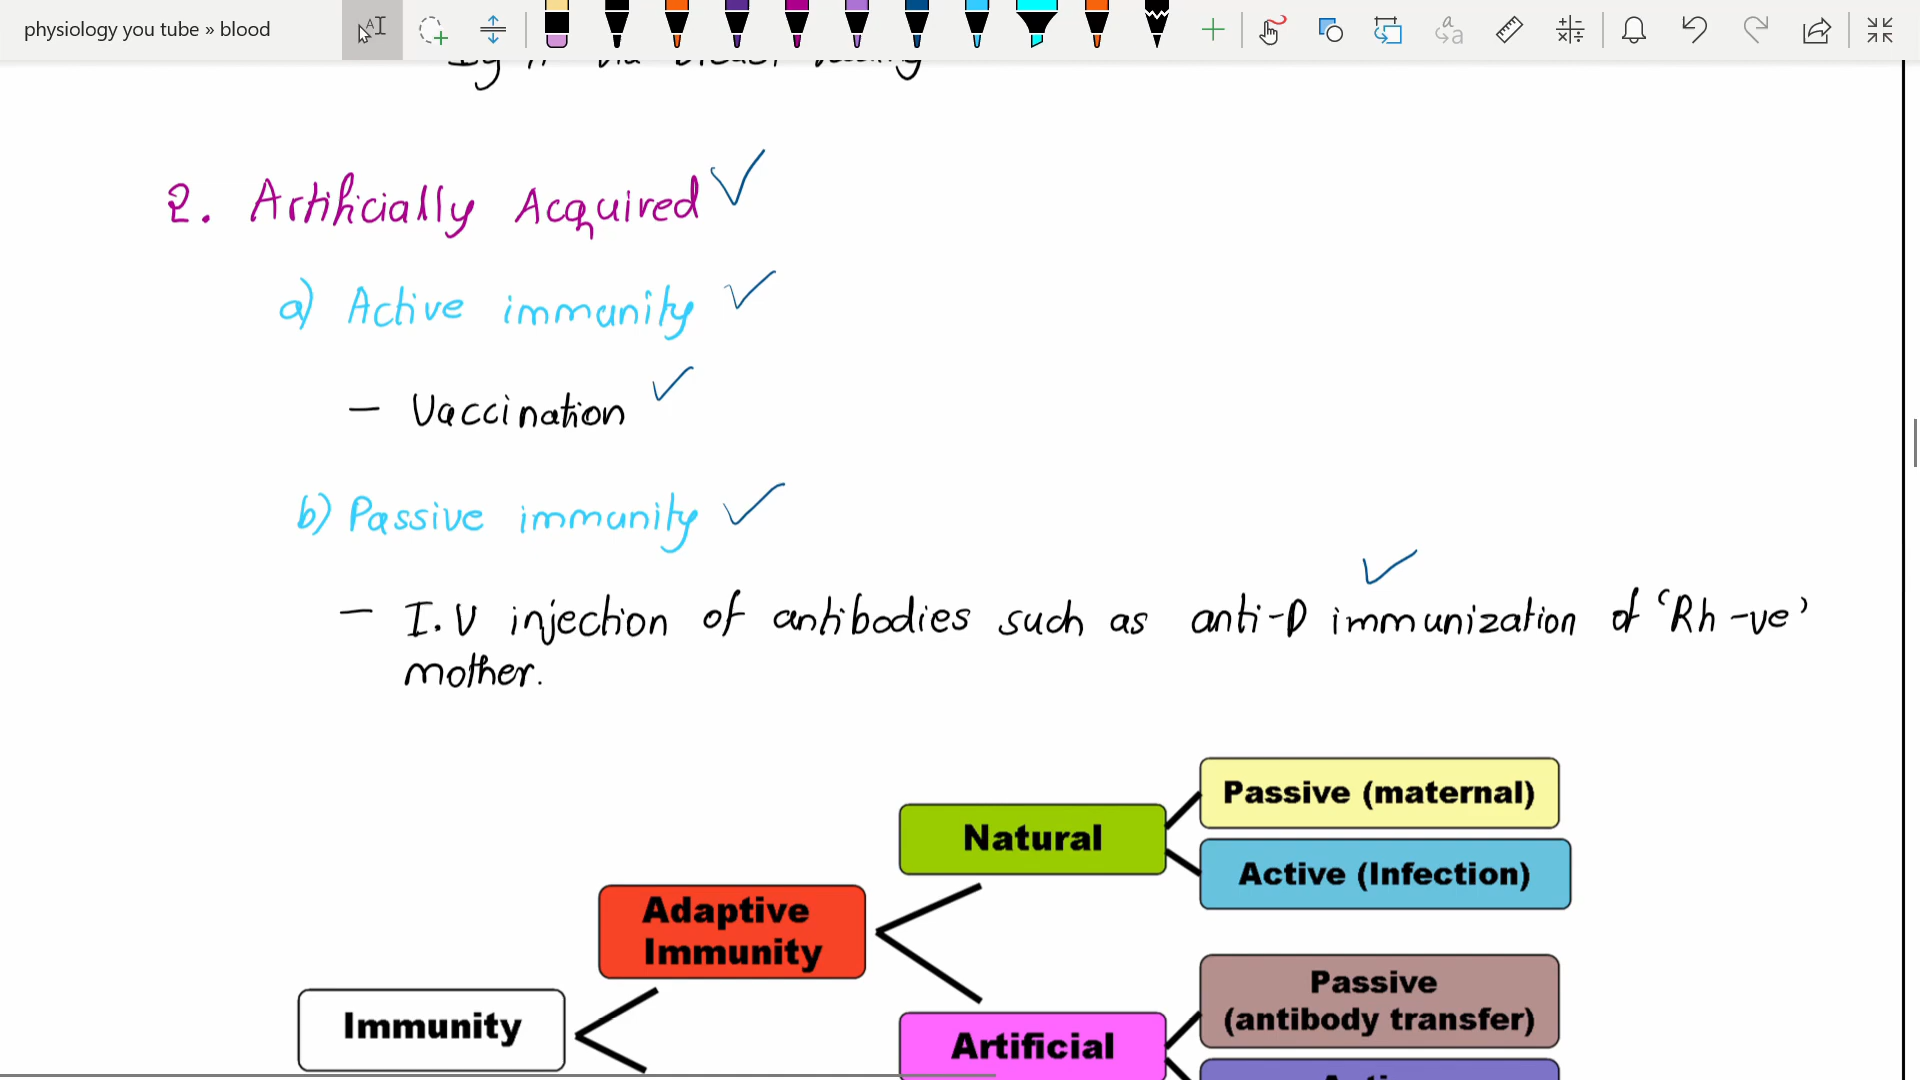 physiology you tube » blood
2. Artificially Acquired
a) Active immunity
— Vaccination
b) Passive immunity
— I.V injection of antibodies such as anti-D immunization of 'Rh -ve'
mother.
Passive (maternal)
Natural
Active (Infection)
Adaptive
Immunity
Passive
(antibody transfer)
Immunity
Artificial